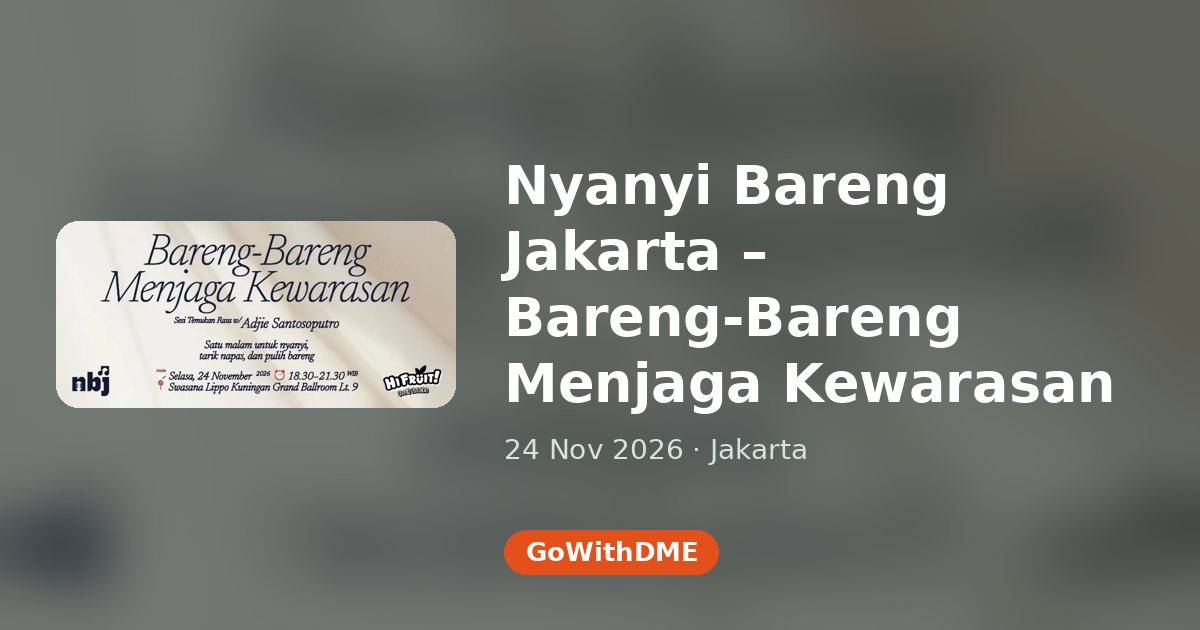 Bareng-Bareng
Menjaga Kewarasan
Sesi Temukan Rasa w/ Adjie Santosoputro
Satu malam untuk nyanyi,
tarik napas, dan pulih bareng
nbj
Selasa, 24 November 2026 18.30–21.30 WIB
Swasana Lippo Kuningan Grand Ballroom Lt. 9
HiFRUIT!
Nyanyi Bareng
Jakarta –
Bareng-Bareng
Menjaga Kewarasan
24 Nov 2026 · Jakarta
GoWithDME